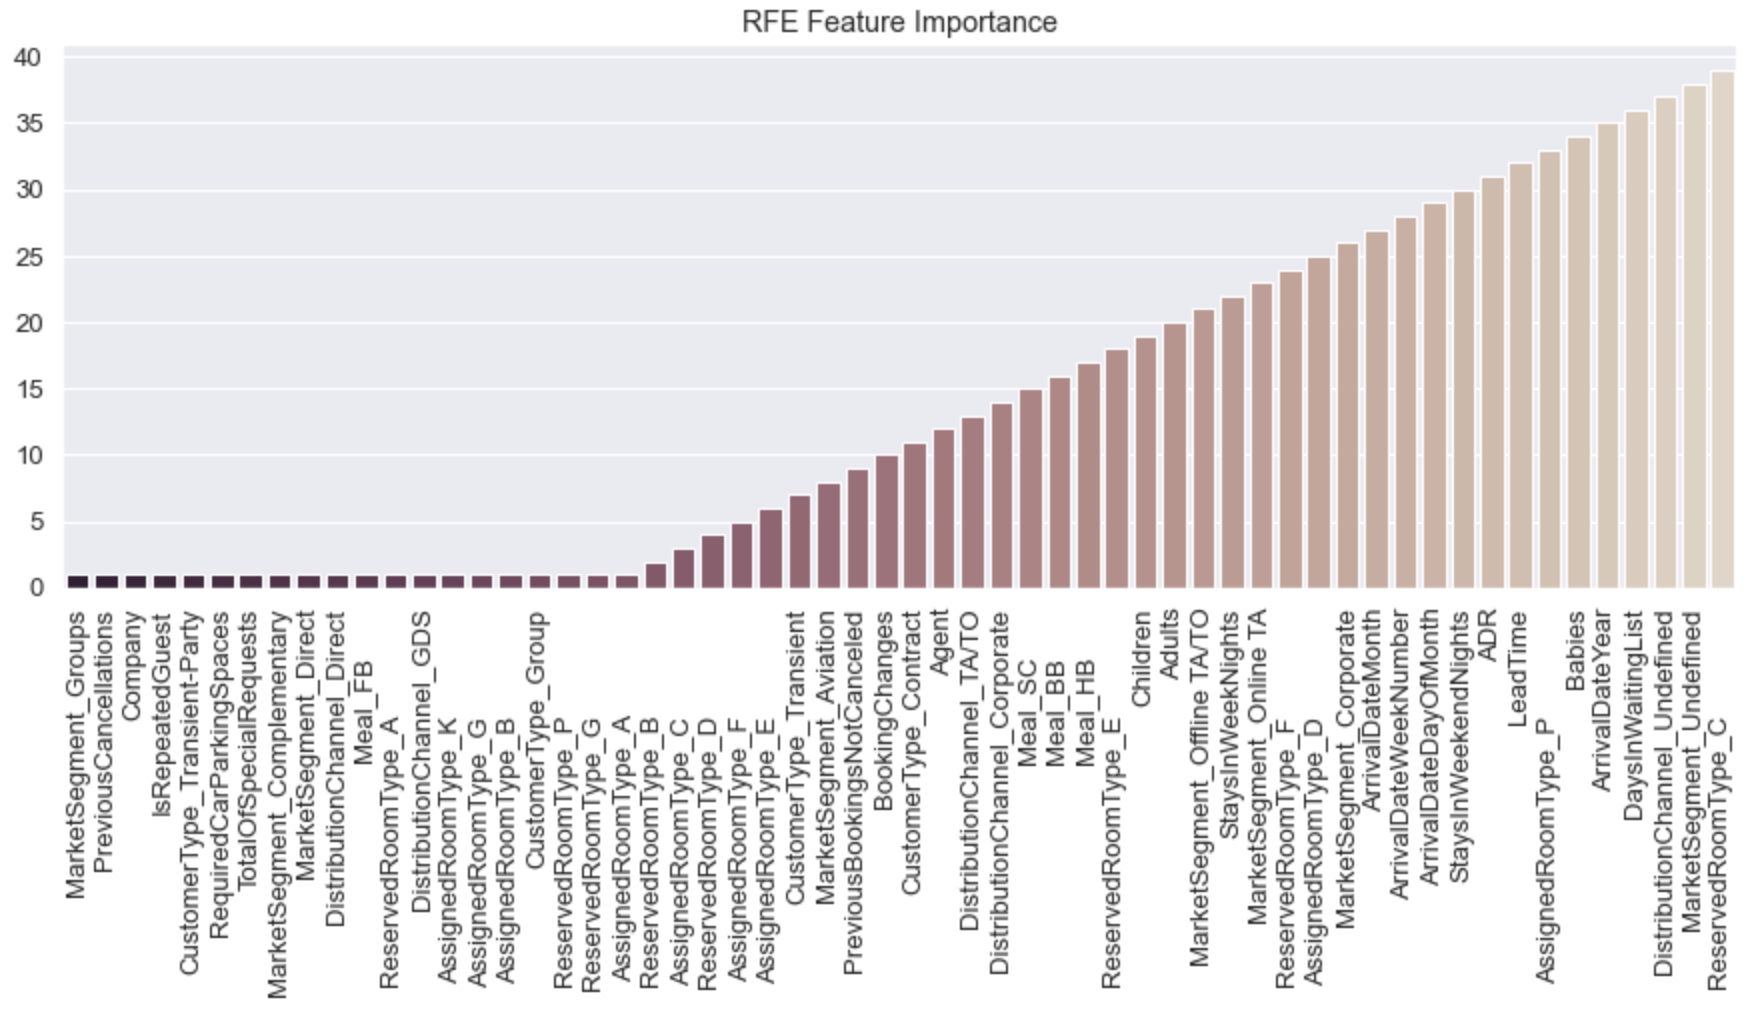 RFE Feature Importance
40
35
30
25
20
15
10
5
0
MarketSegment_Groups
PreviousCancellations
Company
IsRepeatedGuest
CustomerType_Transient-Party
RequiredCarParkingSpaces
TotalOfSpecialRequests
MarketSegment_Complementary
MarketSegment_Direct
DistributionChannel_Direct
Meal_FB
ReservedRoomType_A
DistributionChannel_GDS
AssignedRoomType_K
AssignedRoomType_G
AssignedRoomType_B
CustomerType_Group
ReservedRoomType_P
ReservedRoomType_G
AssignedRoomType_A
ReservedRoomType_B
AssignedRoomType_C
ReservedRoomType_D
AssignedRoomType_F
AssignedRoomType_E
CustomerType_Transient
MarketSegment_Aviation
PreviousBookingsNotCanceled
BookingChanges
CustomerType_Contract
Agent
DistributionChannel_TA/TO
DistributionChannel_Corporate
Meal_SC
Meal_BB
Meal_HB
ReservedRoomType_E
Children
Adults
MarketSegment_Offline TA/TO
StaysInWeekNights
MarketSegment_Online TA
ReservedRoomType_F
AssignedRoomType_D
MarketSegment_Corporate
ArrivalDateMonth
ArrivalDateWeekNumber
ArrivalDateDayOfMonth
StaysInWeekendNights
ADR
LeadTime
AssignedRoomType_P
Babies
ArrivalDateYear
DaysInWaitingList
DistributionChannel_Undefined
MarketSegment_Undefined
ReservedRoomType_C